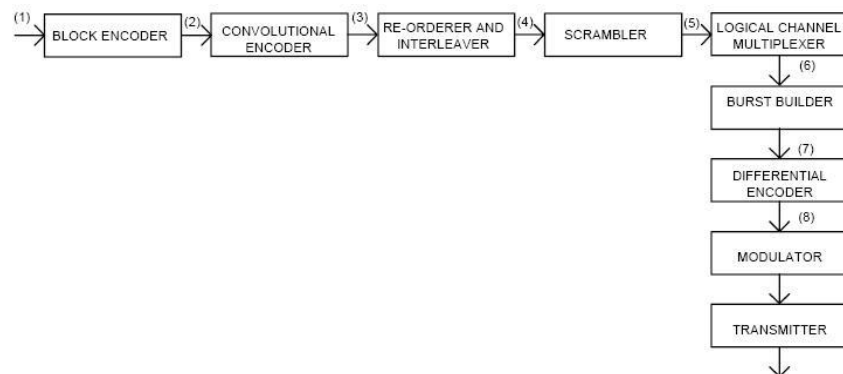 (1)
BLOCK ENCODER
(2)
CONVOLUTIONAL
ENCODER
(3)
RE-ORDERER AND
INTERLEAVER
(4)
SCRAMBLER
(5)
LOGICAL CHANNEL
MULTIPLEXER
(6)
BURST BUILDER
(7)
DIFFERENTIAL
ENCODER
(8)
MODULATOR
TRANSMITTER